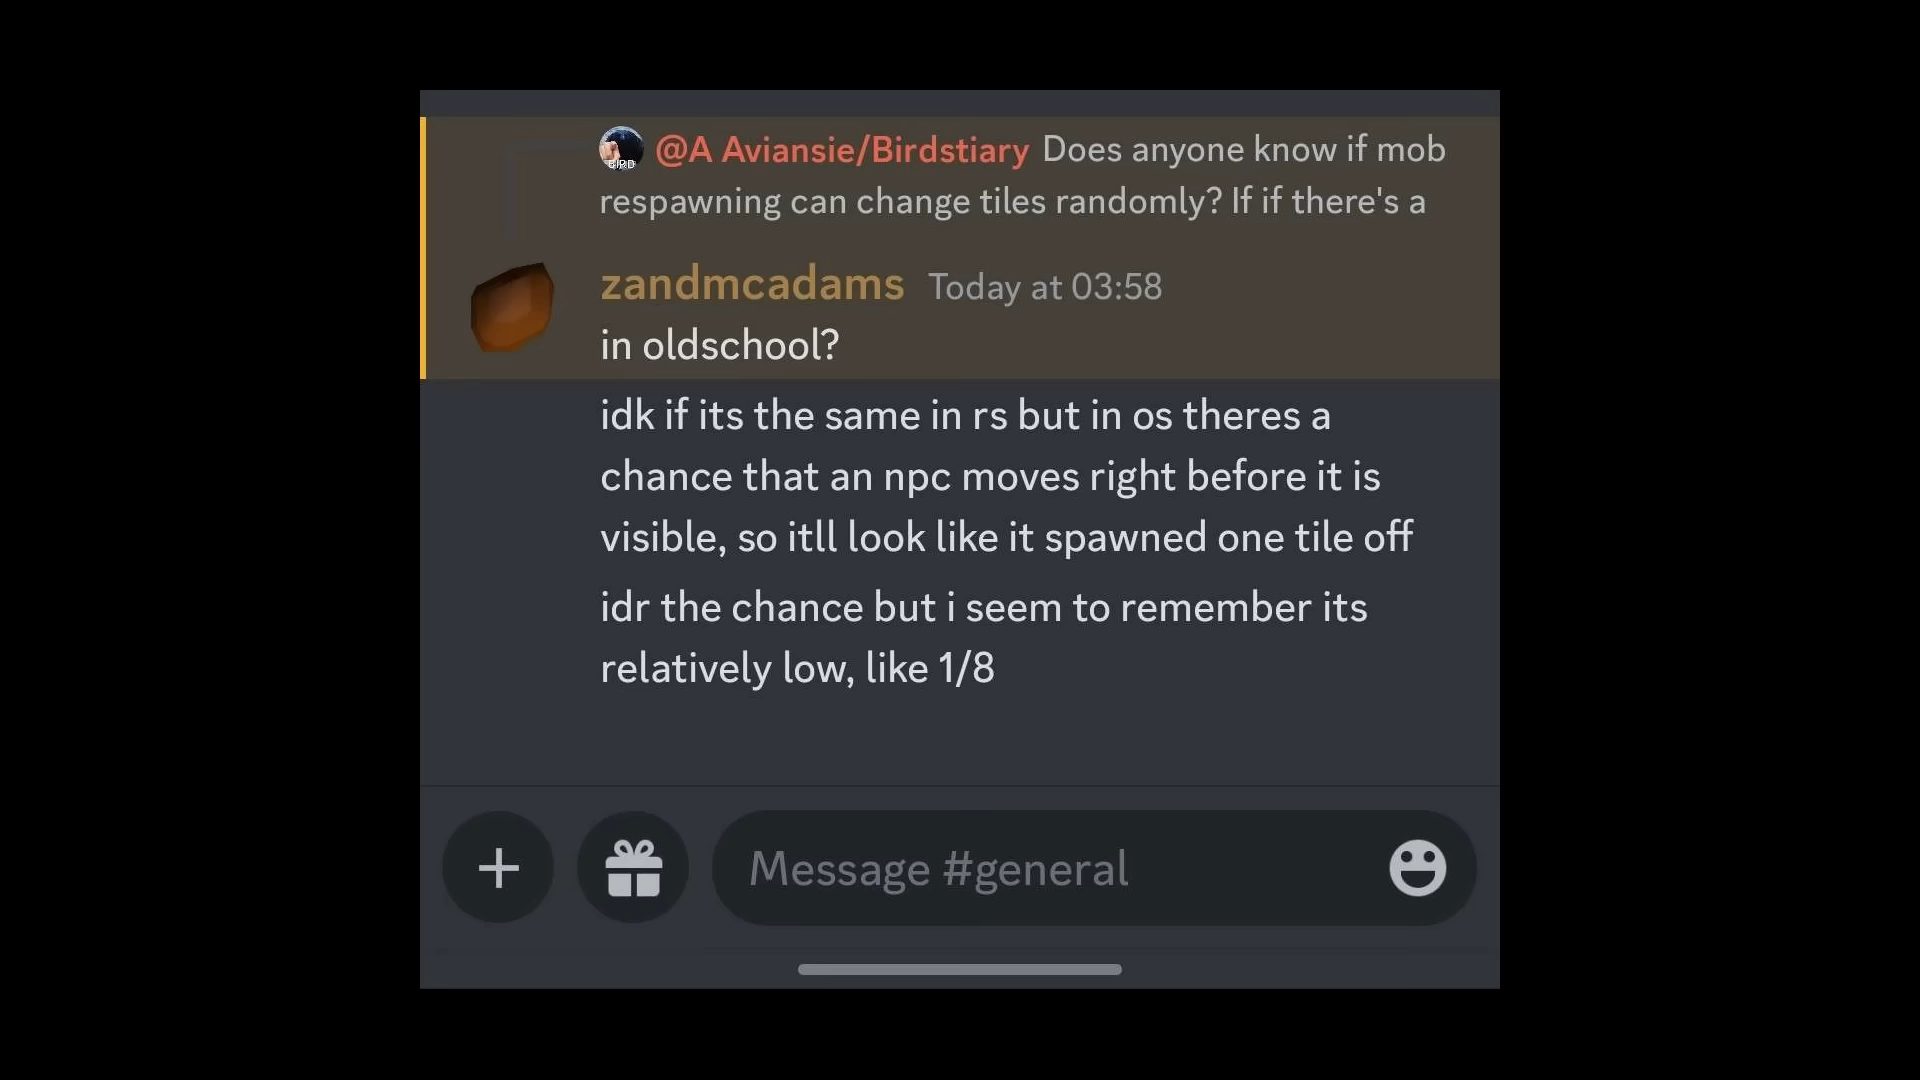 @A Aviansie/Birdstiary Does anyone know if mob
respawning can change tiles randomly? If if there's a
BIRD
zandmcadams Today at 03:58
in oldschool?
idk if its the same in rs but in os theres a
chance that an npc moves right before it is
visible, so itll look like it spawned one tile off
idr the chance but i seem to remember its
relatively low, like 1/8
Message #general